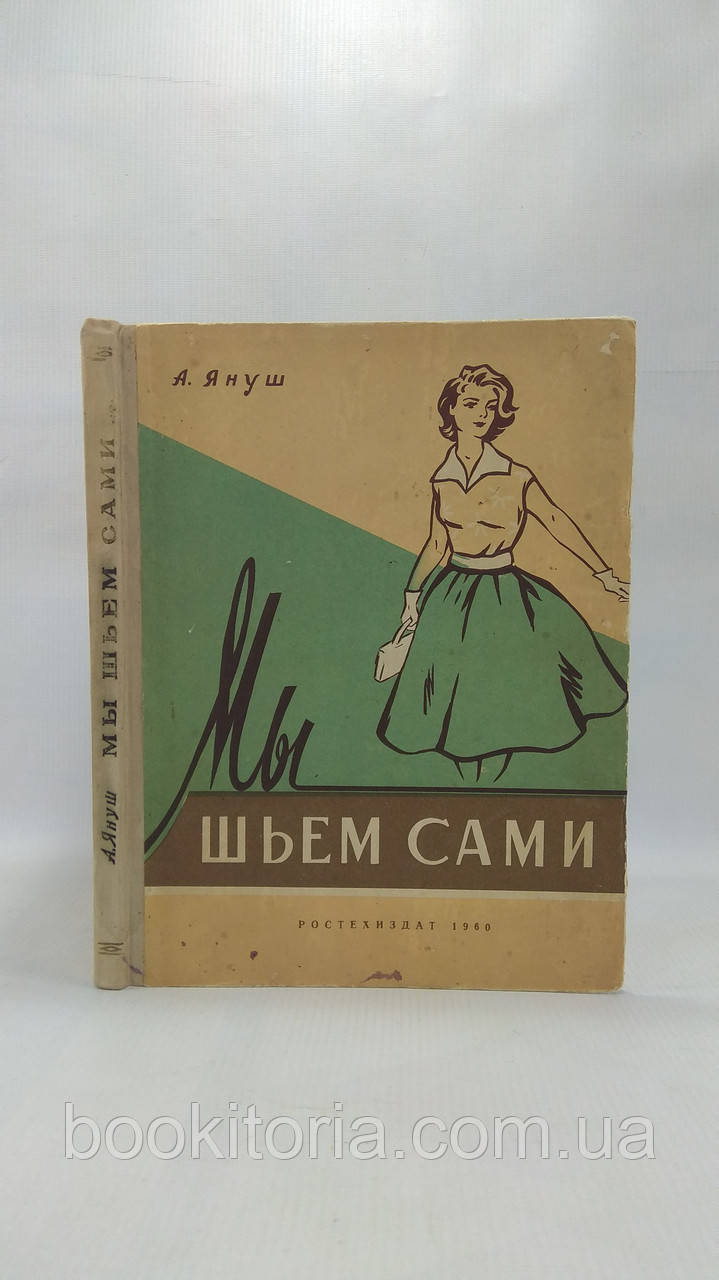 А. Януш
Мы
ШЬЕМ САМИ
РОСТЕХИЗДАТ 1960
А. Януш МЫ ШЬЕМ САМИ
bookitoria.com.ua